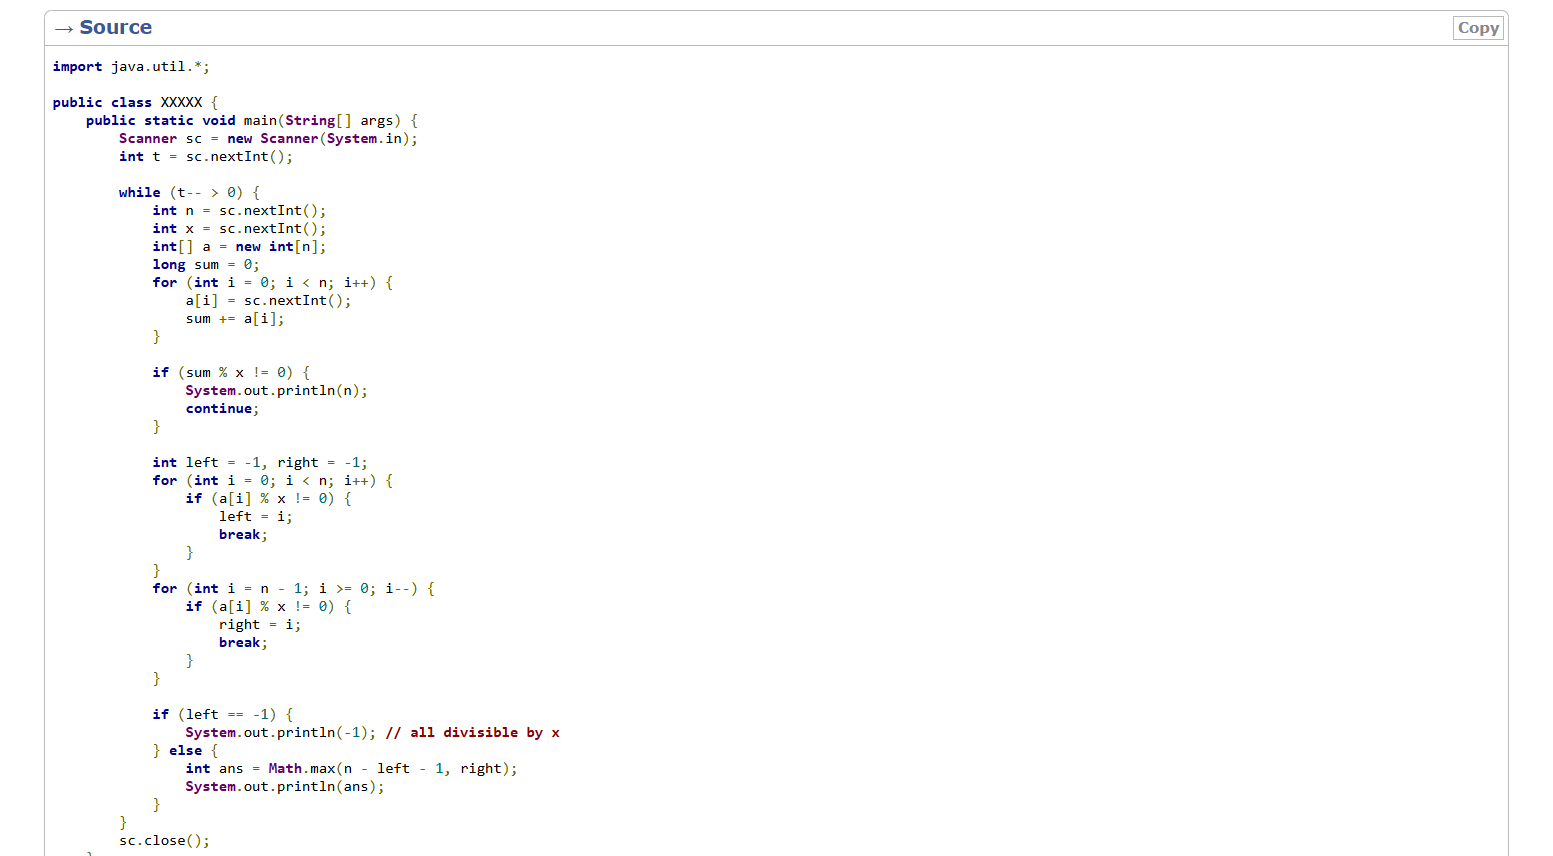 → Source
Copy
import java.util.*;
public class XXXXX {
    public static void main(String[] args) {
        Scanner sc = new Scanner(System.in);
        int t = sc.nextInt();
        while (t-- > 0) {
            int n = sc.nextInt();
            int x = sc.nextInt();
            int[] a = new int[n];
            long sum = 0;
            for (int i = 0; i < n; i++) {
                a[i] = sc.nextInt();
                sum += a[i];
            }
            if (sum % x != 0) {
                System.out.println(n);
                continue;
            }
            int left = -1, right = -1;
            for (int i = 0; i < n; i++) {
                if (a[i] % x != 0) {
                    left = i;
                    break;
                }
            }
            for (int i = n - 1; i >= 0; i--) {
                if (a[i] % x != 0) {
                    right = i;
                    break;
                }
            }
            if (left == -1) {
                System.out.println(-1); // all divisible by x
            } else {
                int ans = Math.max(n - left - 1, right);
                System.out.println(ans);
            }
        }
        sc.close();